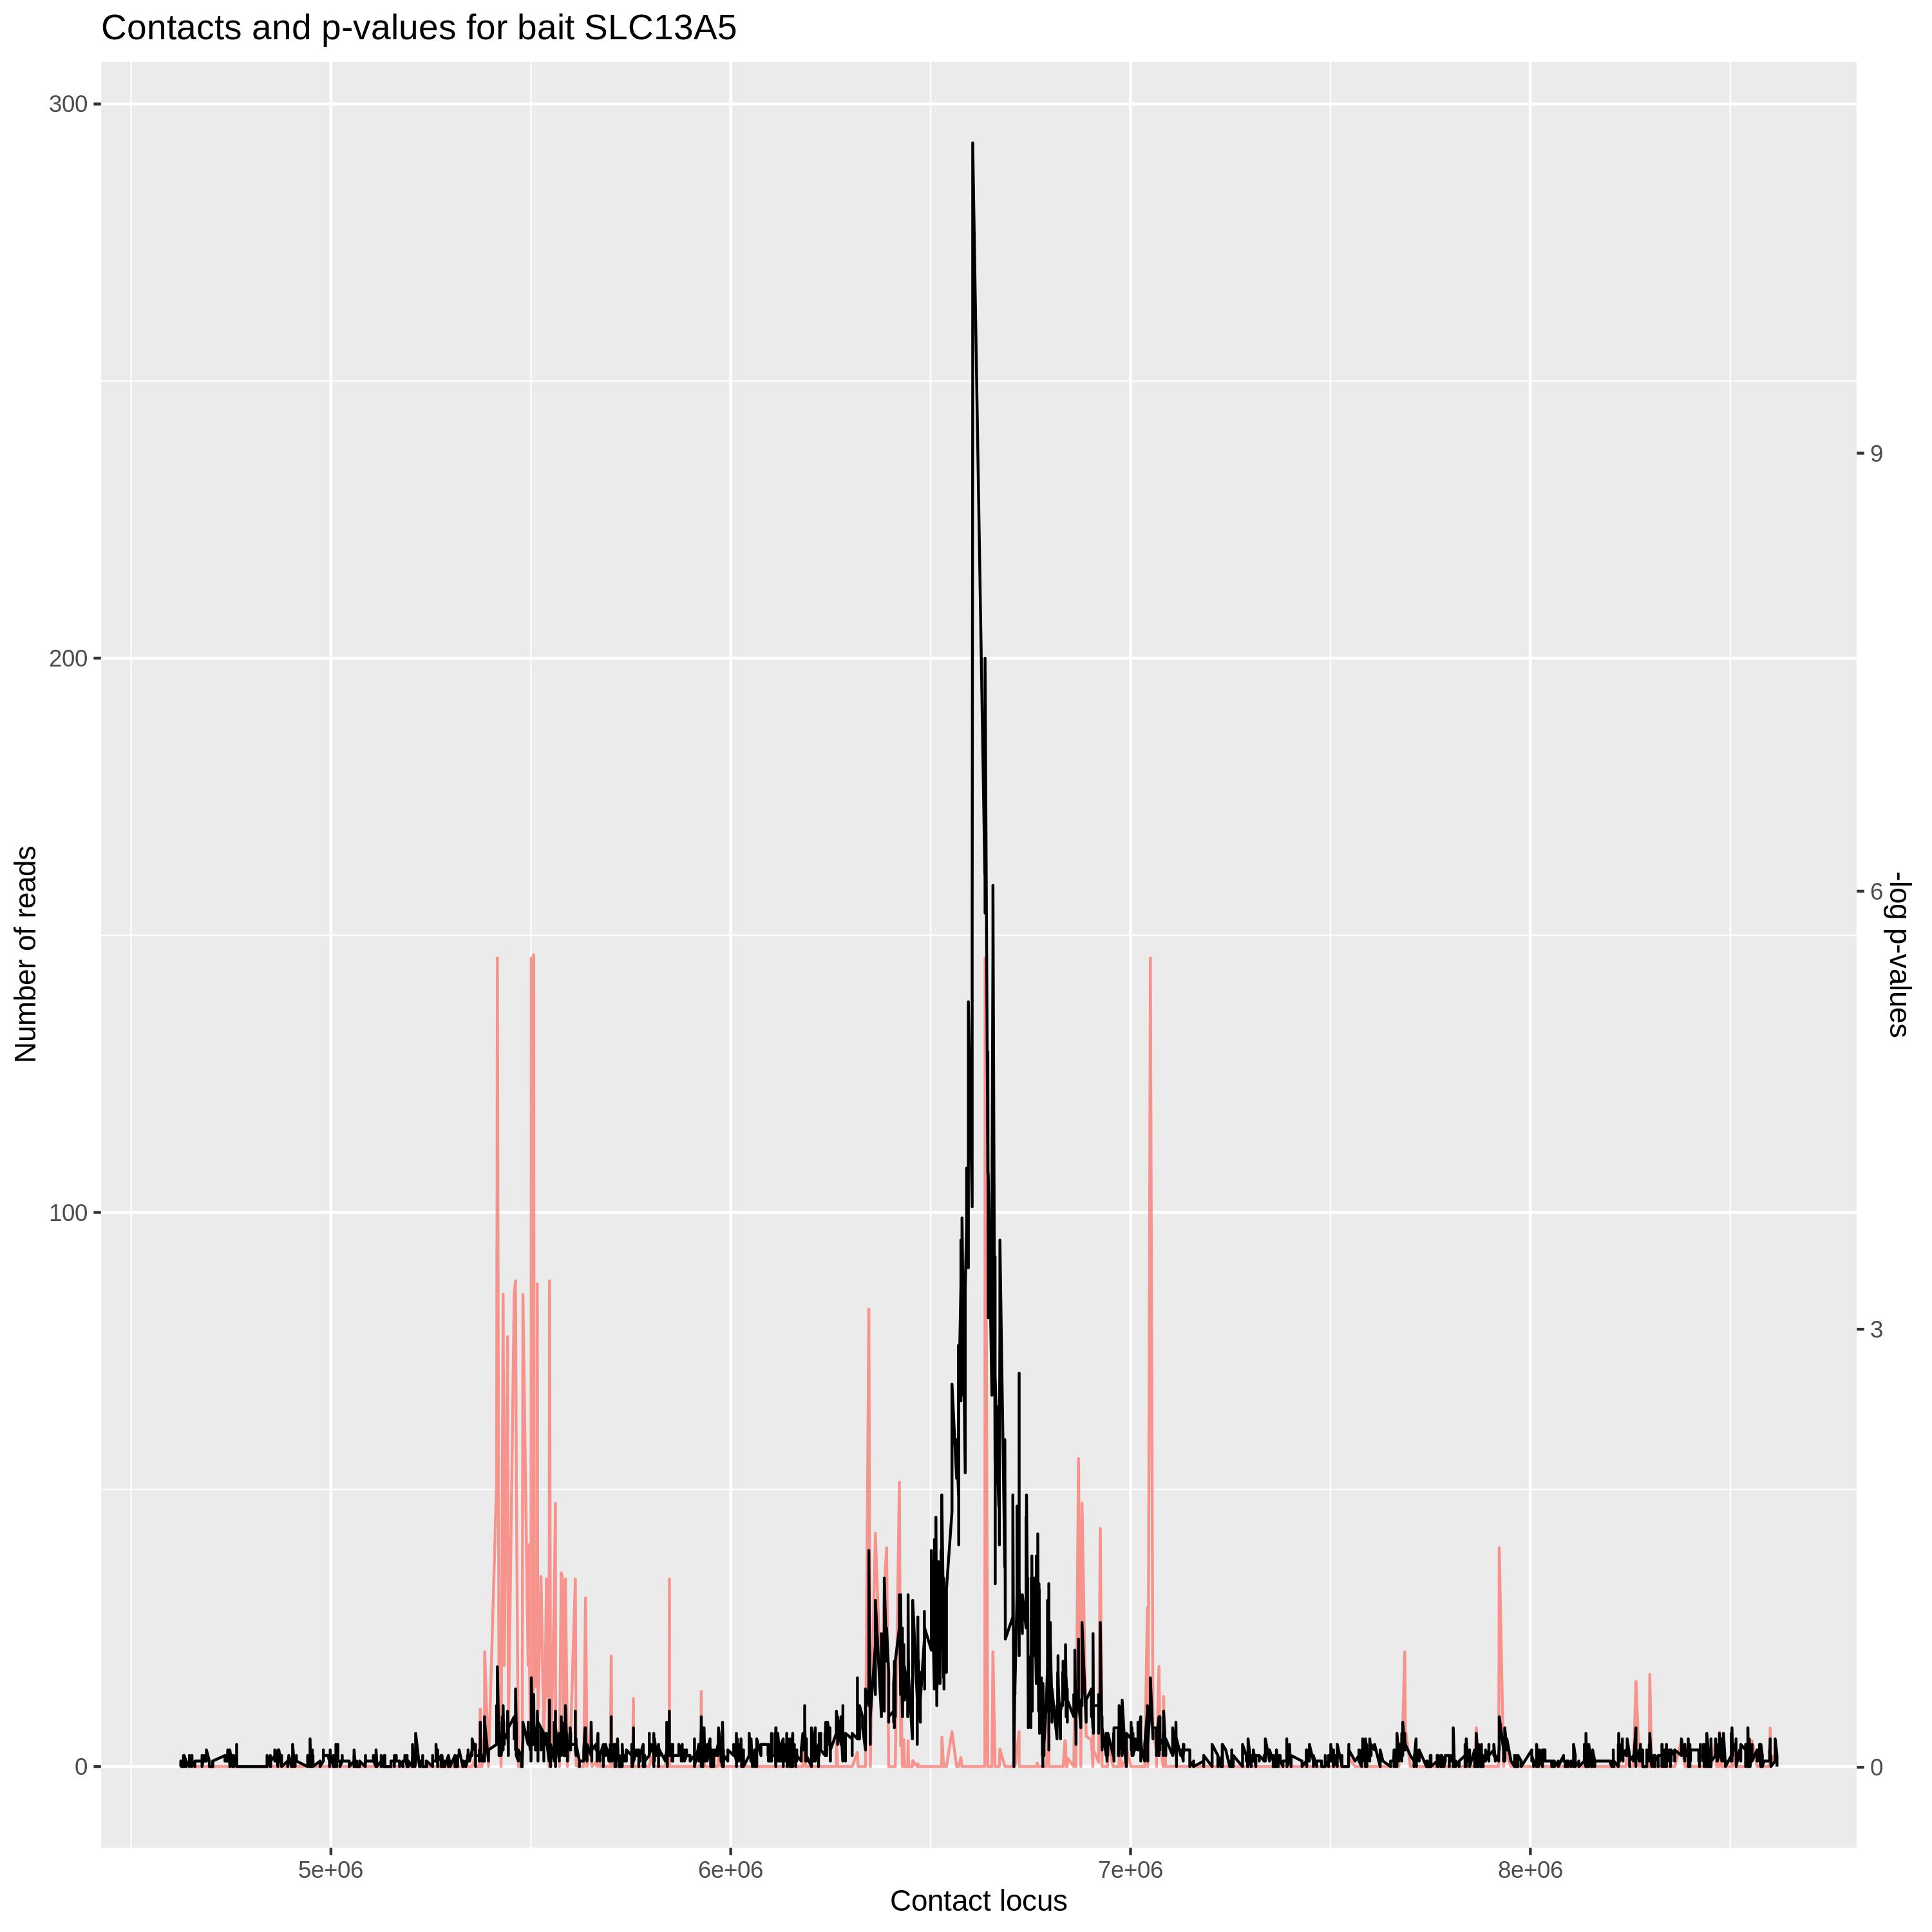 Contacts and p-values for bait SLC13A5
300
200
100
0
Number of reads
9
6
3
0
-log p-values
5e+06
6e+06
7e+06
8e+06
Contact locus